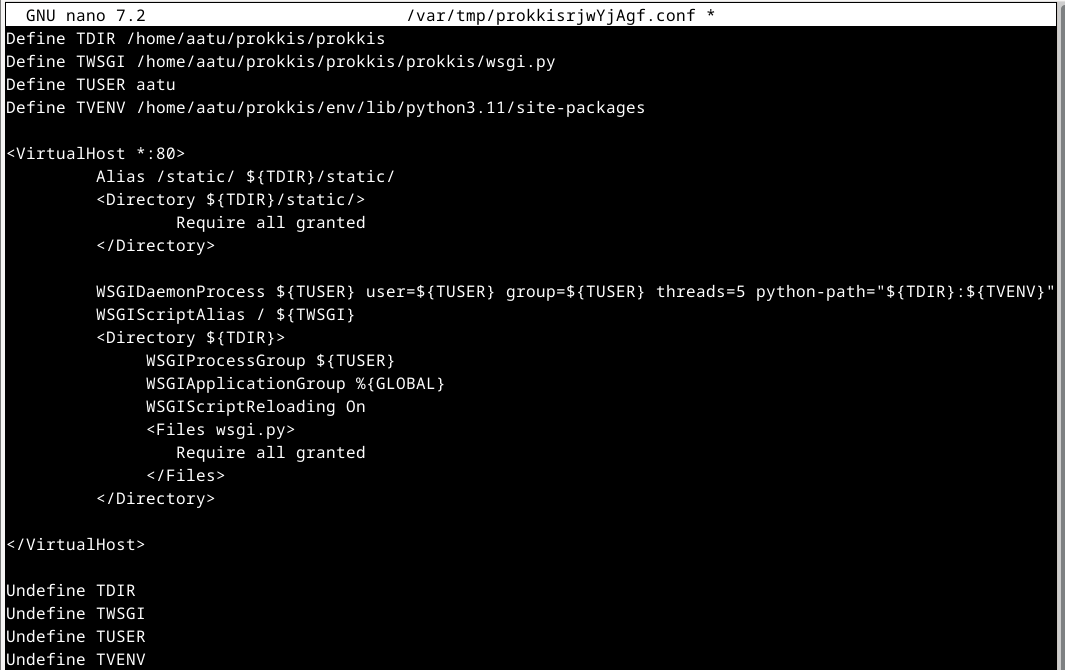 GNU nano 7.2 /var/tmp/prokkisrjwYjAgf.conf *
Define TDIR /home/aatu/prokkis/prokkis
Define TWSGI /home/aatu/prokkis/prokkis/prokkis/wsgi.py
Define TUSER aatu
Define TVENV /home/aatu/prokkis/env/lib/python3.11/site-packages
<VirtualHost *:80>
Alias /static/ ${TDIR}/static/
<Directory ${TDIR}/static/>
Require all granted
</Directory>
WSGIDaemonProcess ${TUSER} user=${TUSER} group=${TUSER} threads=5 python-path="${TDIR}:${TVENV}"
WSGIScriptAlias / ${TWSGI}
<Directory ${TDIR}>
WSGIProcessGroup ${TUSER}
WSGIApplicationGroup %{GLOBAL}
WSGIScriptReloading On
<Files wsgi.py>
Require all granted
</Files>
</Directory>
</VirtualHost>
Undefine TDIR
Undefine TWSGI
Undefine TUSER
Undefine TVENV